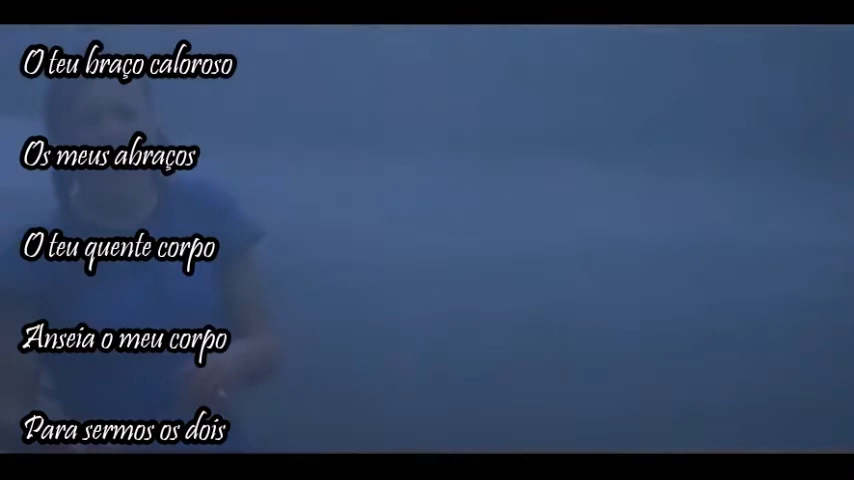 O teu braço caloroso
Os meus abraços
O teu quente corpo
Anseia o meu corpo
Para sermos os dois